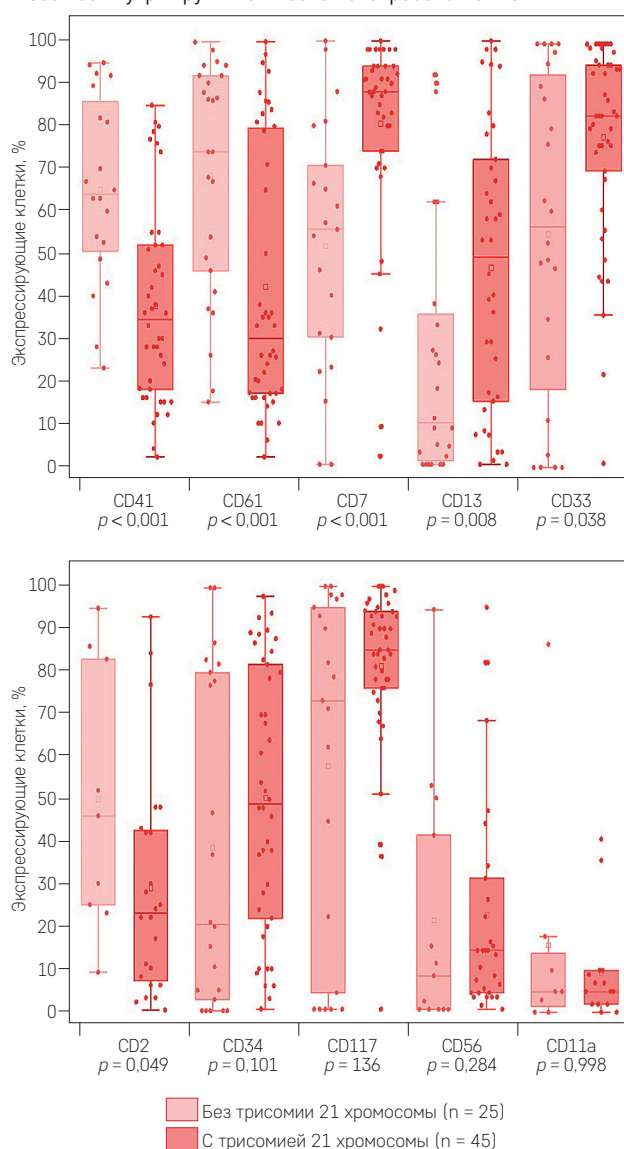 Экспрессирующие клетки, %
100
90
80
70
60
50
40
30
20
10
0
CD41 CD61 CD7 CD13 CD33
p < 0,001 p < 0,001 p < 0,001 p = 0,008 p = 0,038
Экспрессирующие клетки, %
100
90
80
70
60
50
40
30
20
10
0
CD2 CD34 CD117 CD56 CD11a
p = 0,049 p = 0,101 p = 136 p = 0,284 p = 0,998
Без трисомии 21 хромосомы (n = 25)
С трисомией 21 хромосомы (n = 45)